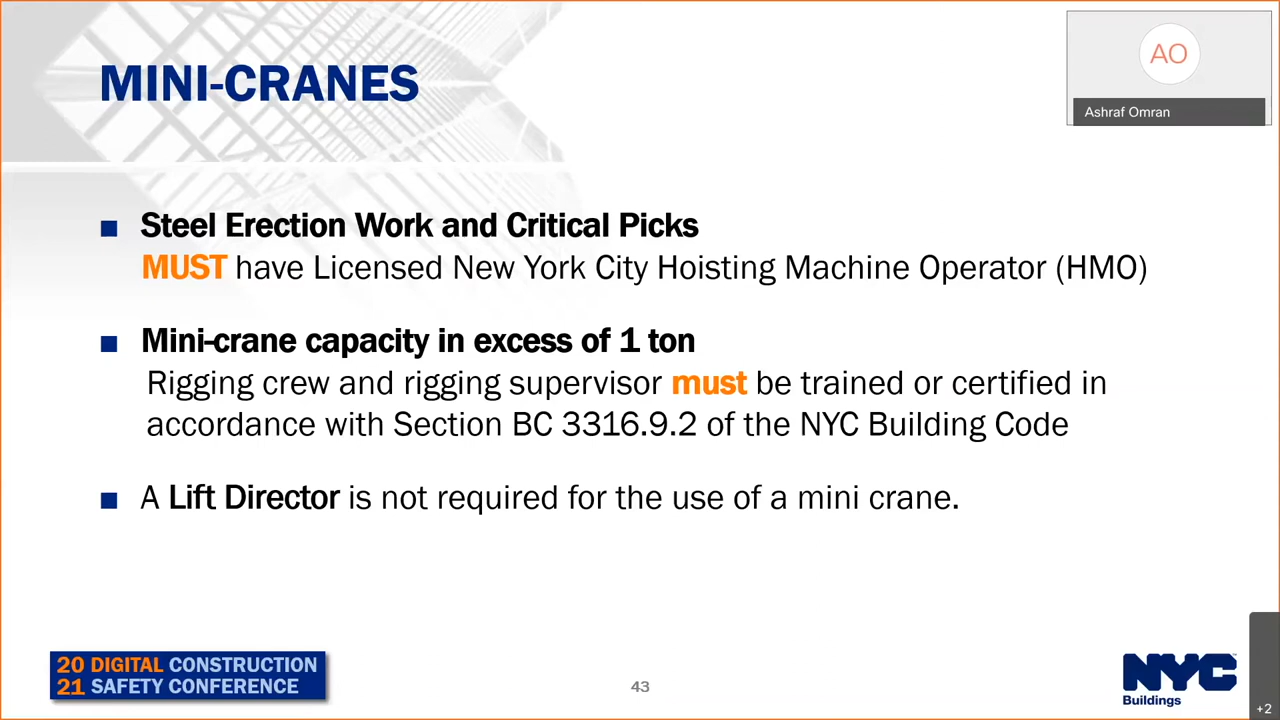 MINI-CRANES
AO
Ashraf Omran
■ Steel Erection Work and Critical Picks
MUST have Licensed New York City Hoisting Machine Operator (HMO)
■ Mini-crane capacity in excess of 1 ton
Rigging crew and rigging supervisor must be trained or certified in
accordance with Section BC 3316.9.2 of the NYC Building Code
■ A Lift Director is not required for the use of a mini crane.
20 DIGITAL CONSTRUCTION
21 SAFETY CONFERENCE
43
NYC™
Buildings
+2